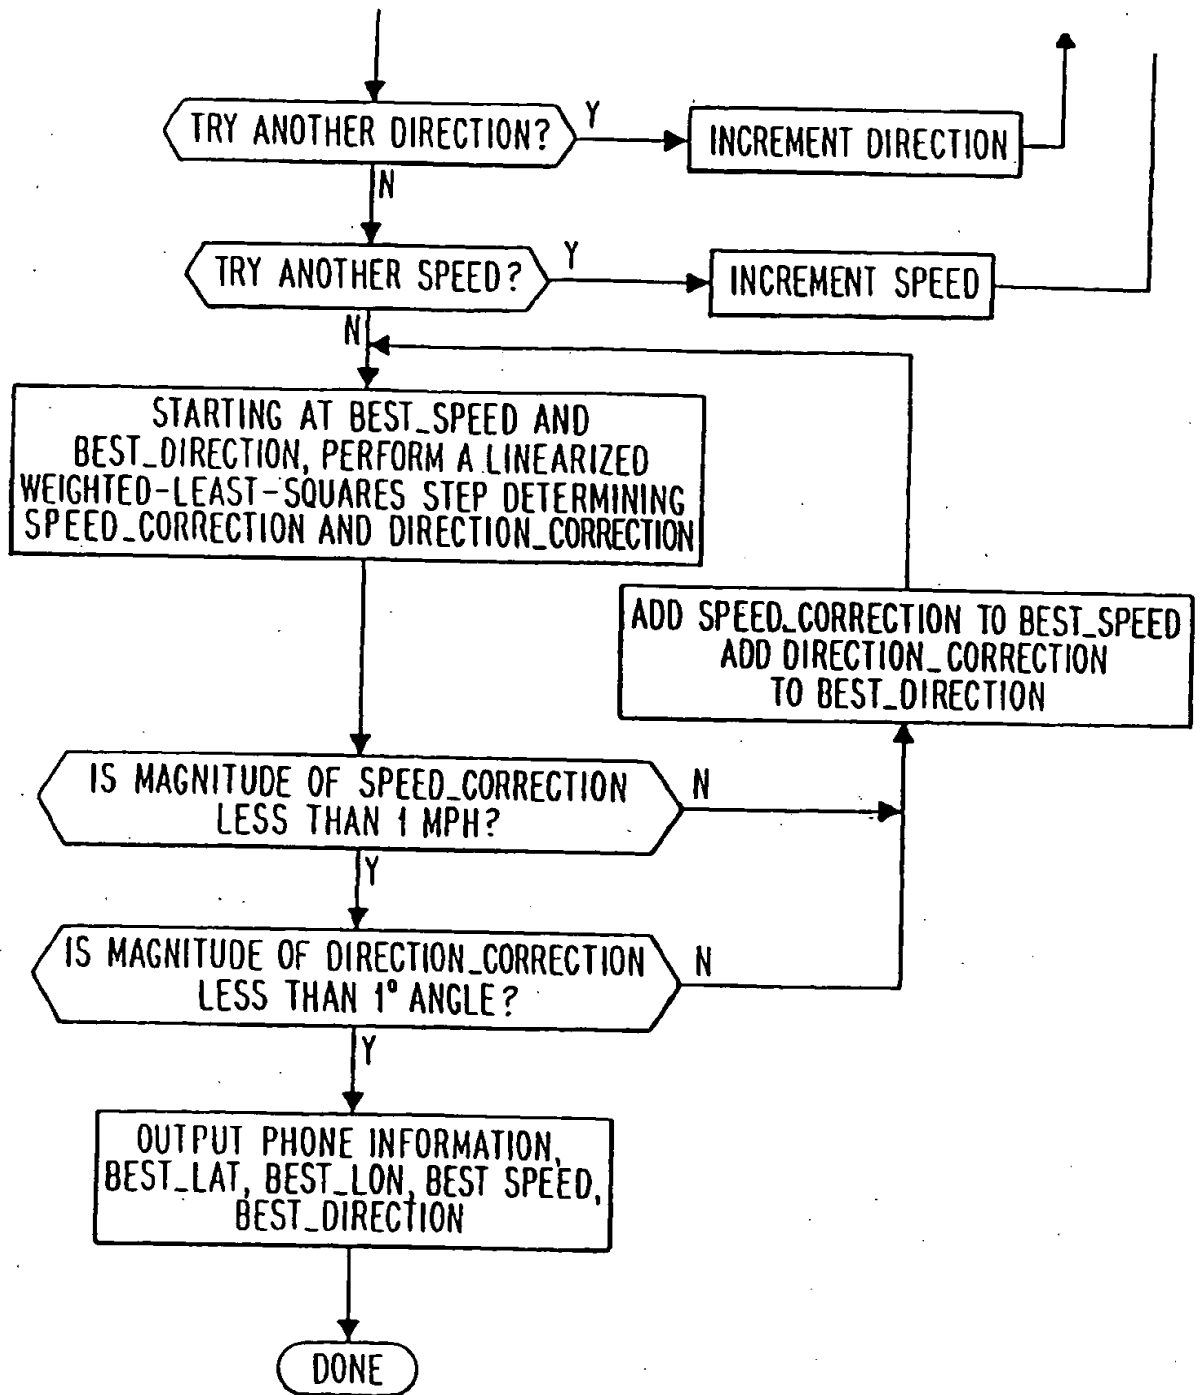 TRY ANOTHER DIRECTION?
Y
INCREMENT DIRECTION
N
TRY ANOTHER SPEED?
Y
INCREMENT SPEED
N
STARTING AT BEST_SPEED AND
BEST_DIRECTION, PERFORM A LINEARIZED
WEIGHTED-LEAST-SQUARES STEP DETERMINING
SPEED_CORRECTION AND DIRECTION_CORRECTION
ADD SPEED_CORRECTION TO BEST_SPEED
ADD DIRECTION_CORRECTION
TO BEST_DIRECTION
IS MAGNITUDE OF SPEED_CORRECTION
LESS THAN 1 MPH?
N
Y
IS MAGNITUDE OF DIRECTION_CORRECTION
LESS THAN 1° ANGLE?
N
Y
OUTPUT PHONE INFORMATION,
BEST_LAT, BEST_LON, BEST SPEED,
BEST_DIRECTION
DONE